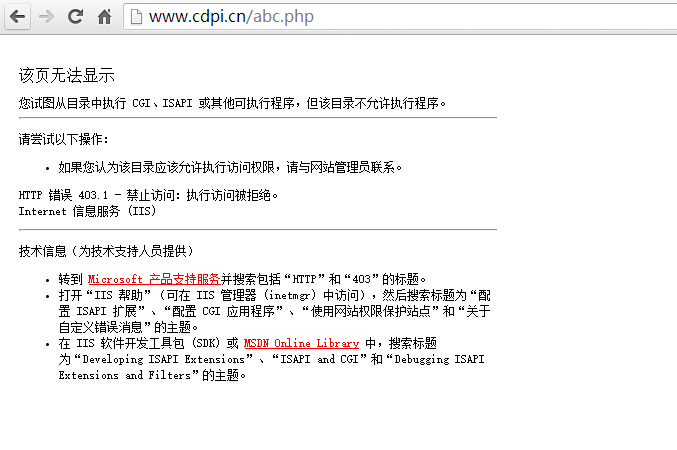 www.cdpi.cn/abc.php
该页无法显示
您试图从目录中执行 CGI、ISAPI 或其他可执行程序，但该目录不允许执行程序。
请尝试以下操作:
• 如果您认为该目录应该允许执行访问权限，请与网站管理员联系。
HTTP 错误 403.1 - 禁止访问: 执行访问被拒绝。
Internet 信息服务 (IIS)
技术信息（为技术支持人员提供）
• 转到 Microsoft 产品支持服务并搜索包括“HTTP”和“403”的标题。
• 打开“IIS 帮助”（可在 IIS 管理器 (inetmgr) 中访问），然后搜索标题为“配
置 ISAPI 扩展”、“配置 CGI 应用程序”、“使用网站权限保护站点”和“关于
自定义错误消息”的主题。
• 在 IIS 软件开发工具包 (SDK) 或 MSDN Online Library 中，搜索标题
为“Developing ISAPI Extensions”、“ISAPI and CGI”和“Debugging ISAPI
Extensions and Filters”的主题。